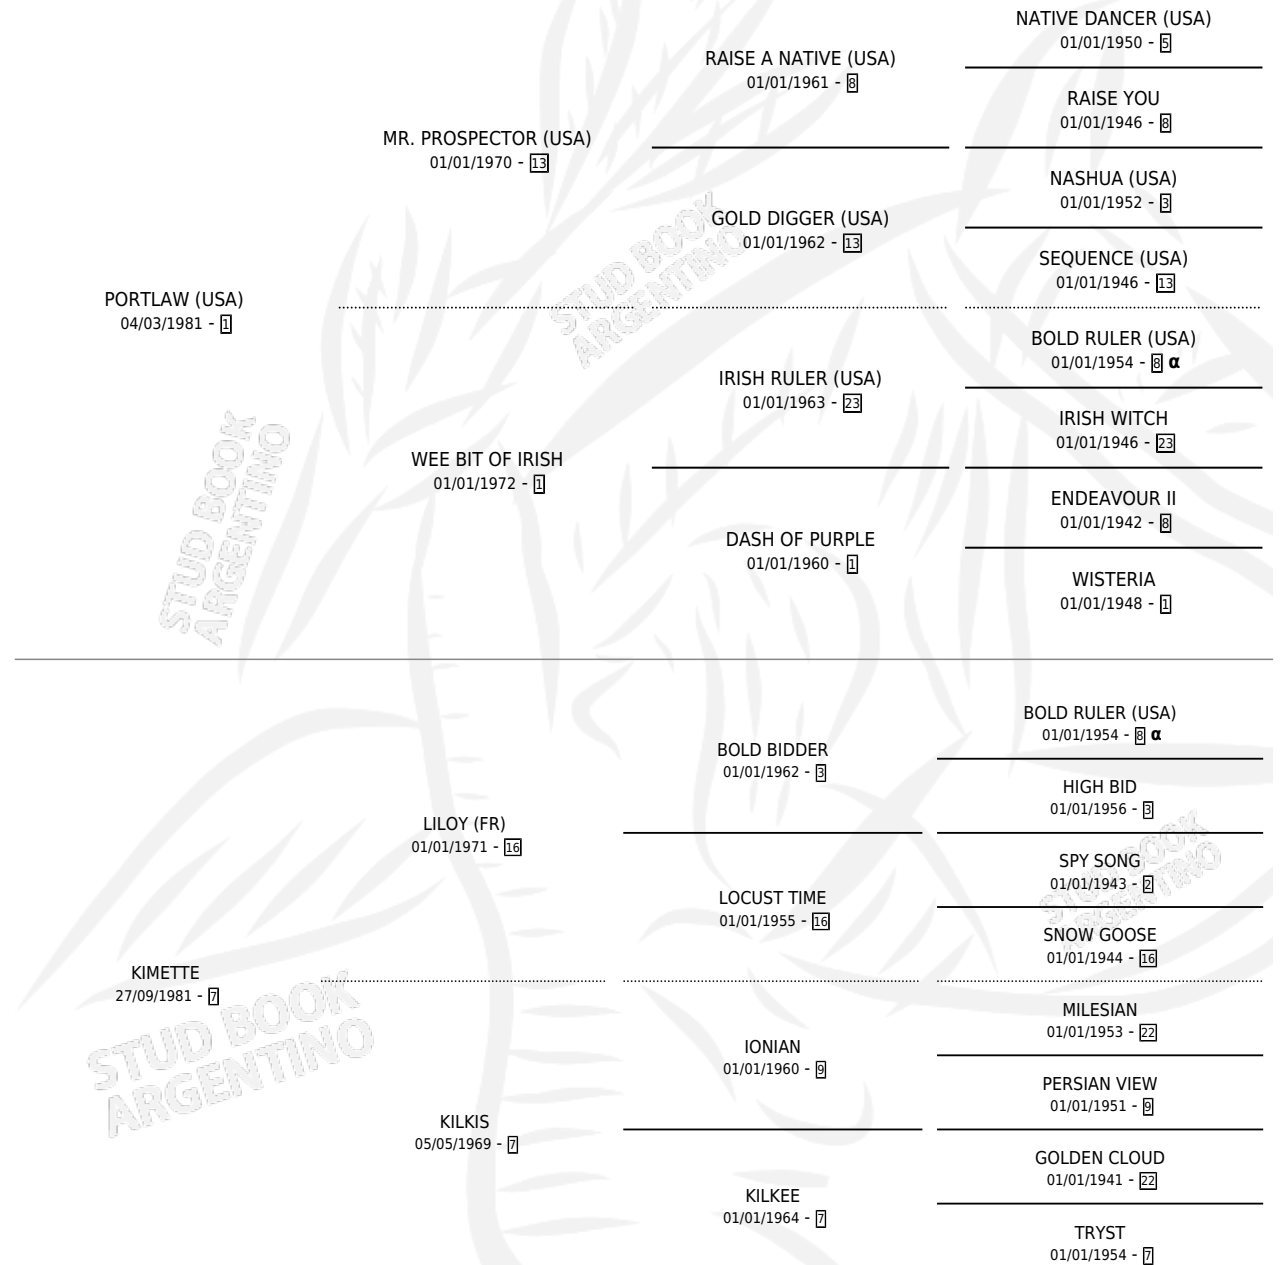 NATIVE DANCER (USA)
01/01/1950 - 5
RAISE A NATIVE (USA)
01/01/1961 - 8
RAISE YOU
01/01/1946 - 8
MR. PROSPECTOR (USA)
01/01/1970 - 13
NASHUA (USA)
01/01/1952 - 3
GOLD DIGGER (USA)
01/01/1962 - 13
SEQUENCE (USA)
01/01/1946 - 13
STUD BOOK
ARGENTINO
PORTLAW (USA)
04/03/1981 - 1
BOLD RULER (USA)
01/01/1954 - 8 α
IRISH RULER (USA)
01/01/1963 - 23
IRISH WITCH
01/01/1946 - 23
WEE BIT OF IRISH
01/01/1972 - 1
ENDEAVOUR II
01/01/1942 - 8
DASH OF PURPLE
01/01/1960 - 1
WISTERIA
01/01/1948 - 1
STUD BOOK
ARGENTINO
BOLD RULER (USA)
01/01/1954 - 8 α
BOLD BIDDER
01/01/1962 - 3
HIGH BID
01/01/1956 - 3
LILOY (FR)
01/01/1971 - 16
SPY SONG
01/01/1943 - 2
LOCUST TIME
01/01/1955 - 16
SNOW GOOSE
01/01/1944 - 16
STUD BOOK
ARGENTINO
KIMETTE
27/09/1981 - 7
MILESIAN
01/01/1953 - 22
IONIAN
01/01/1960 - 9
PERSIAN VIEW
01/01/1951 - 9
STUD BOOK
ARGENTINO
KILKIS
05/05/1969 - 7
GOLDEN CLOUD
01/01/1941 - 22
KILKEE
01/01/1964 - 7
TRYST
01/01/1954 - 7